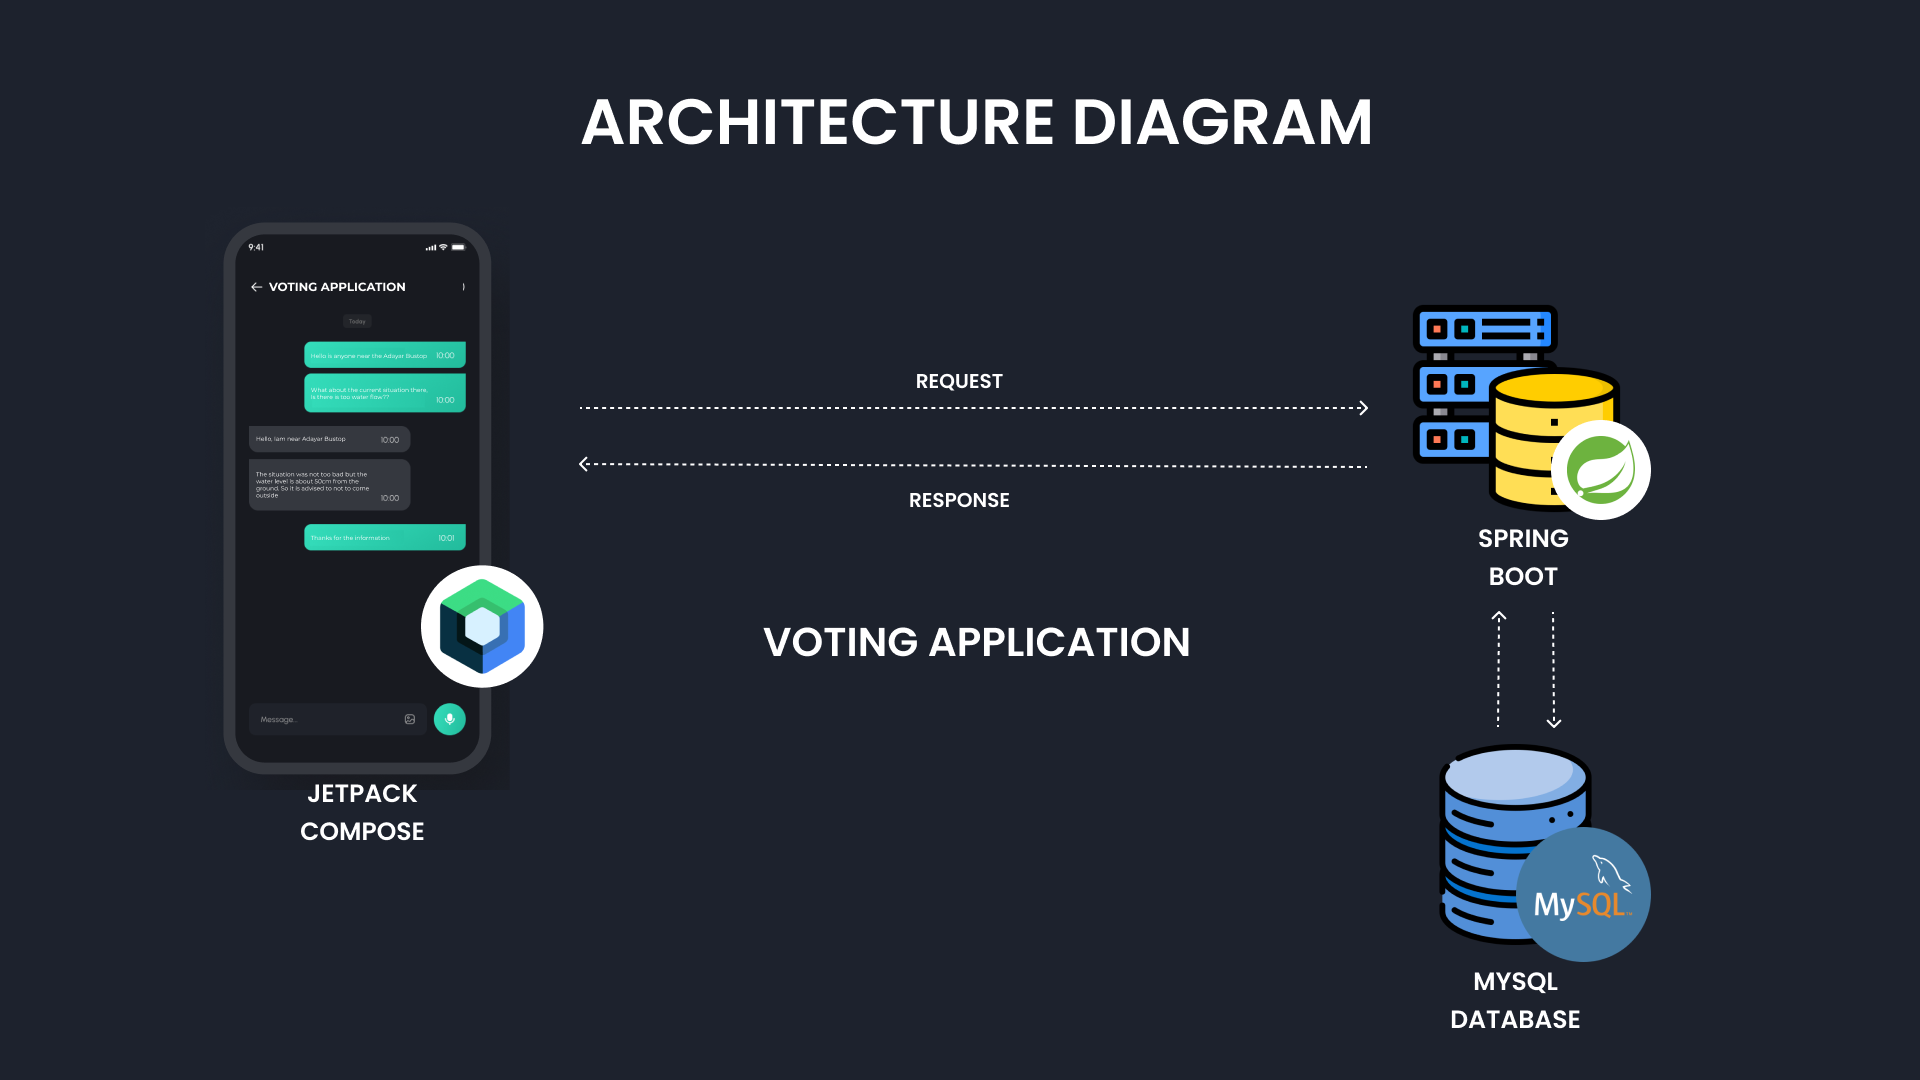 ARCHITECTURE DIAGRAM
9:41
VOTING APPLICATION
Today
Hello is anyone near the Adayar Bustop 10:00
What about the current situation there,
is there is too water flow??
10:00
Hello, Iam near Adayar Bustop 10:00
The situation was not too bad but the
water level is about 50cm from the
ground. So it is advised to not to come
outside
10:00
Thanks for the information 10:01
Message..
JETPACK
COMPOSE
REQUEST
RESPONSE
VOTING APPLICATION
SPRING
BOOT
MySQL
MYSQL
DATABASE